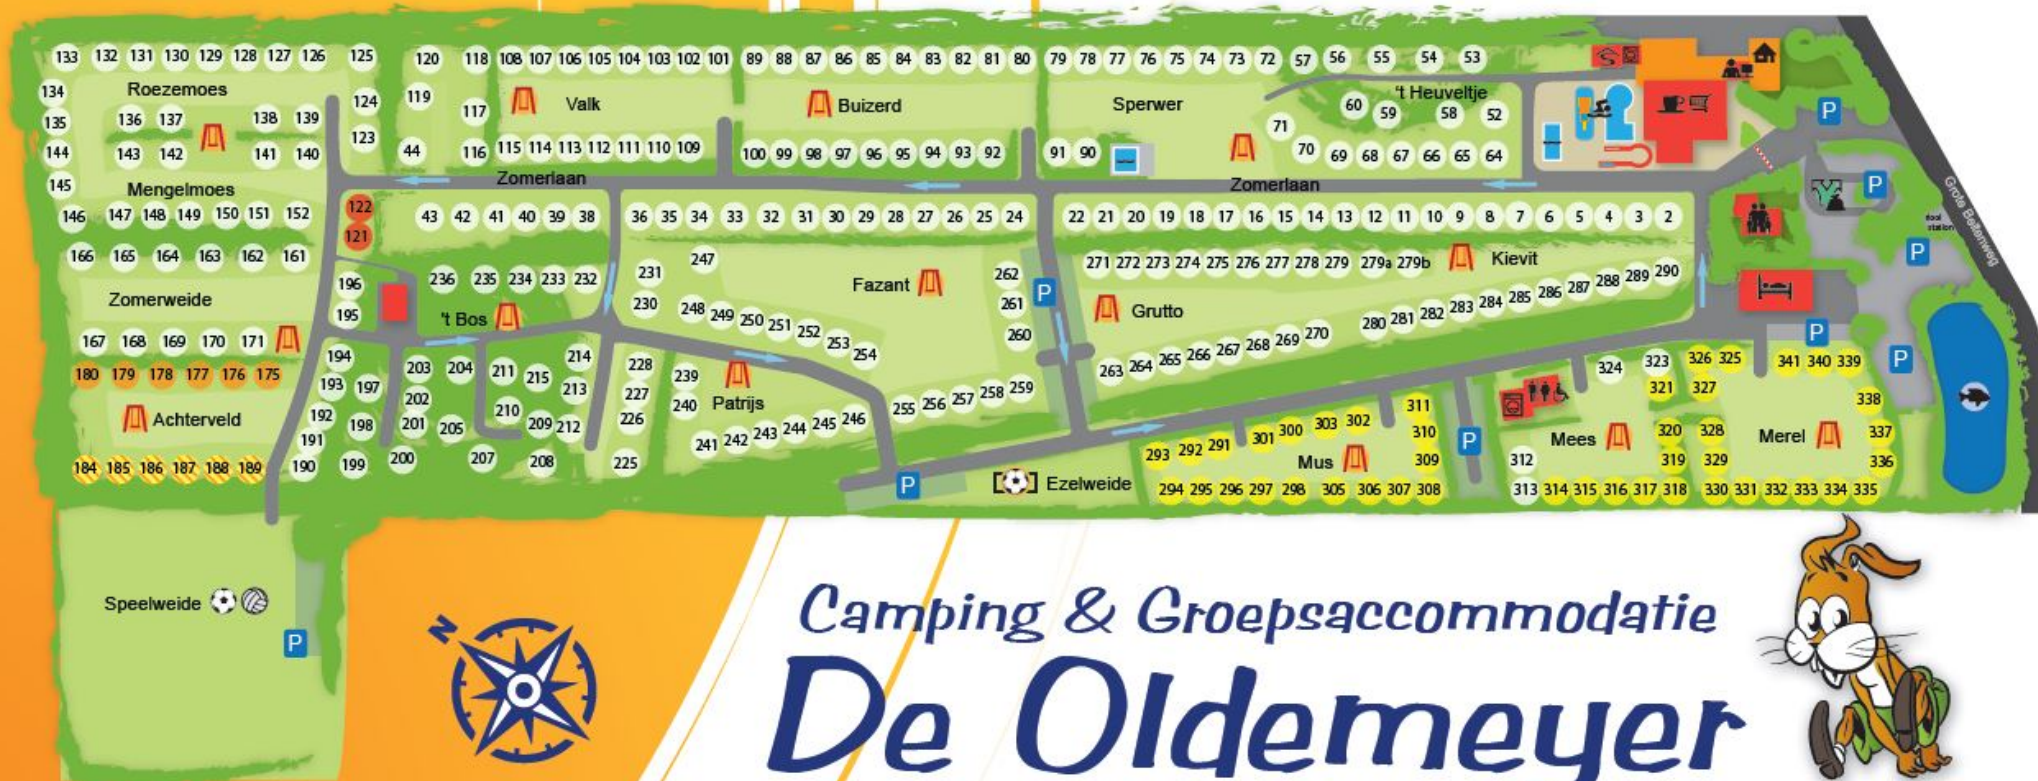 133 132 131 130 129 128 127 126 125 120 118 108 107 106 105 104 103 102 101 89 88 87 86 85 84 83 82 81 80 79 78 77 76 75 74 73 72 57 56 55 54 53
134 Roezemoes 124 119 117 Valk Buizerd Sperwer 60 't Heuveltje
135 136 137 138 139 123 59 58 52 P
144 143 142 141 140 44 116 115 114 113 112 111 110 109 100 99 98 97 96 95 94 93 92 91 90 71 70 69 68 67 66 65 64
145 Mengelmoes Zomerlaan Zomerlaan P
146 147 148 149 150 151 152 122 43 42 41 40 39 38 36 35 34 33 32 31 30 29 28 27 26 25 24 22 21 20 19 18 17 16 15 14 13 12 11 10 9 8 7 6 5 4 3 2
121
Grote Beltenweg
station
166 165 164 163 162 161 247 271 272 273 274 275 276 277 278 279 279a 279b Kievit P
196 236 235 234 233 232 231 Fazant 262 P 288 289 290
Zomerweide 195 't Bos 230 248 249 250 251 252 253 254 261 260 Grutto 280 281 282 283 284 285 286 287
167 168 169 170 171 194 214 228 263 264 265 266 267 268 269 270 P
180 179 178 177 176 175 193 197 203 204 211 215 213 227 239 255 256 257 258 259 324 323 326 325 341 340 339 P
202 210 240 Patrijs 321 327 338
Achterveld 192 198 201 205 209 212 226 241 242 243 244 245 246 293 292 291 301 300 303 302 311 310 P Mees 320 328 Merel 337
191
184 185 186 187 188 189 190 199 200 207 208 225 Mus 309 312 319 329 336
P Ezelweide 294 295 296 297 298 305 306 307 308 313 314 315 316 317 318 330 331 332 333 334 335
Speelweide
P
N
Camping & Groepsaccommodatie
De Oldemeyer